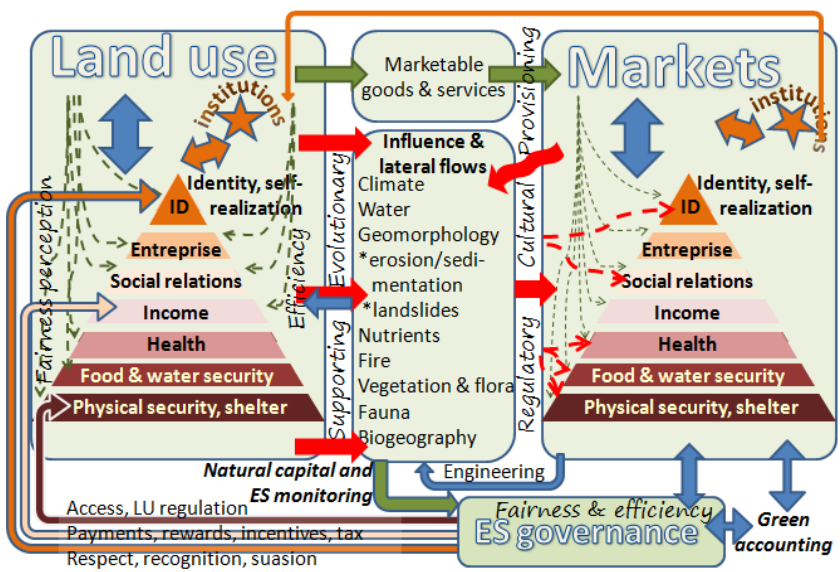 Land use
institutions
Identity, self-
realization
ID
Entreprise
Social relations
Income
Health
Food & water security
Physical security, shelter
Fairness perception
Efficiency
Marketable
goods & services
Influence &
lateral flows
Climate
Water
Geomorphology
*erosion/sedi-
mentation
*landslides
Nutrients
Fire
Vegetation & flora
Fauna
Biogeography
Supporting
Evolutionary
Regulatory
Cultural
Provisioning
Markets
institutions
Identity, self-
realization
ID
Entreprise
Social relations
Income
Health
Food & water security
Physical security, shelter
Natural capital and
ES monitoring
Engineering
Access, LU regulation
Payments, rewards, incentives, tax
Respect, recognition, suasion
Fairness & efficiency
ES governance
Green
accounting